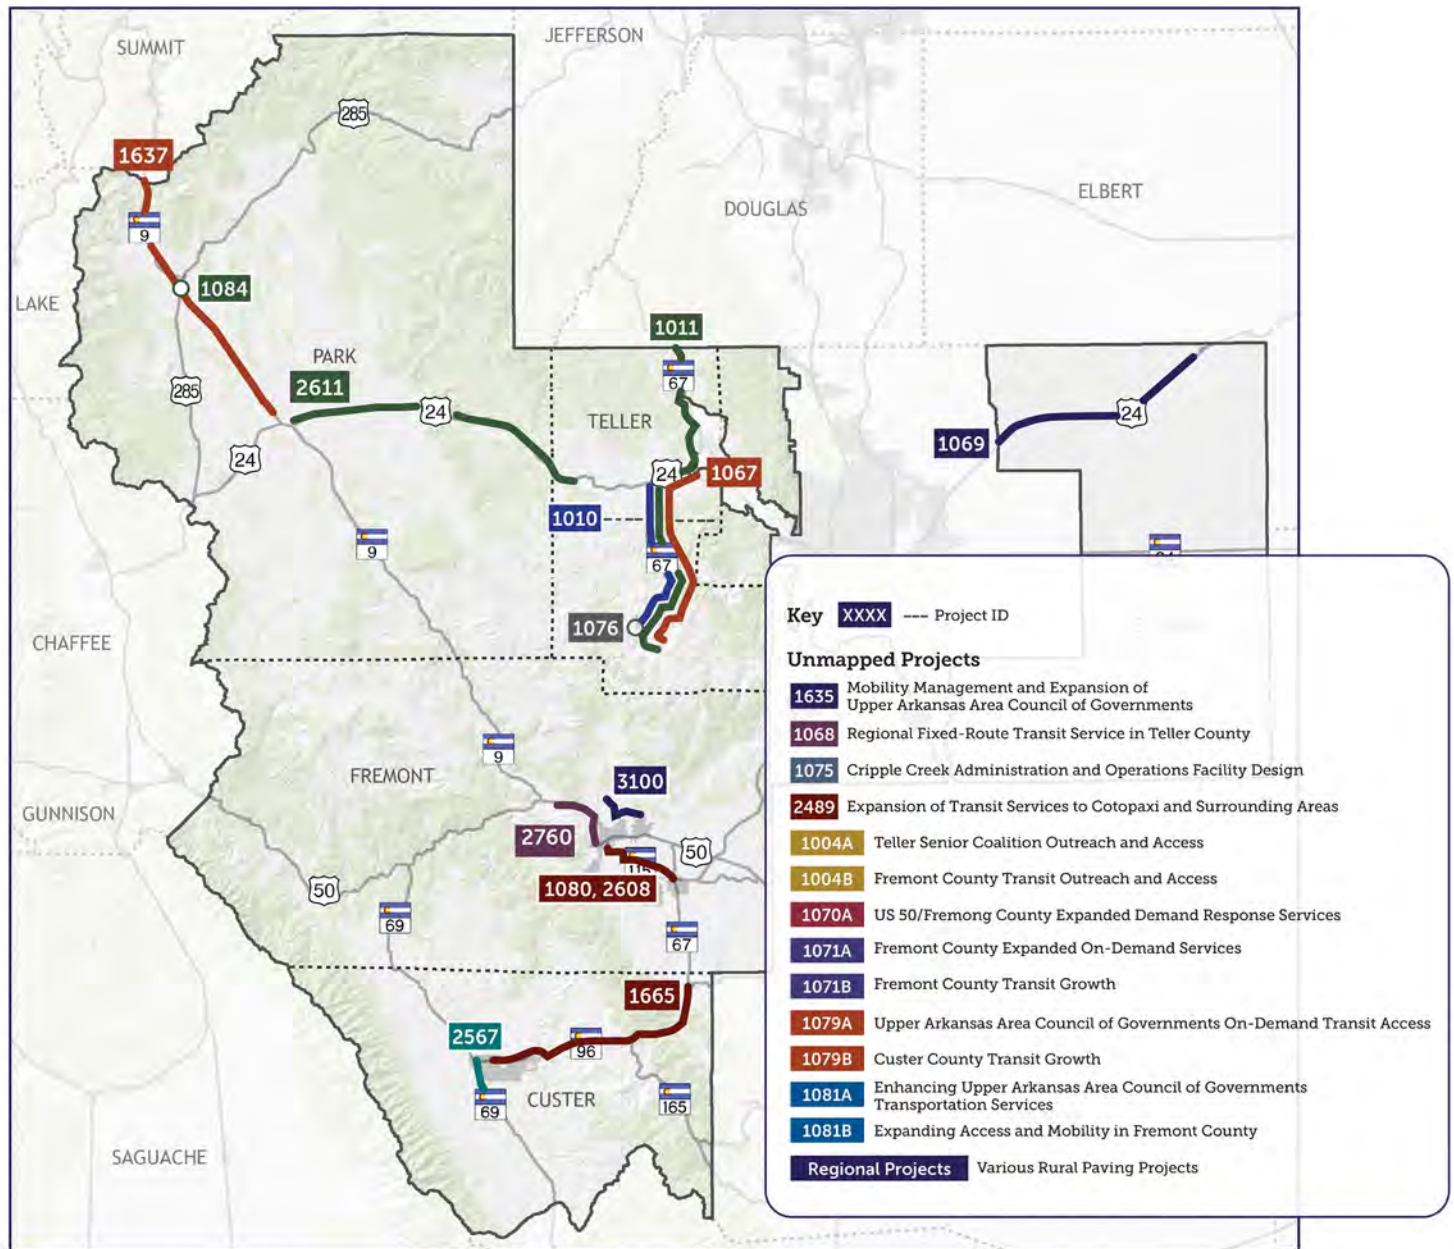 SUMMIT
JEFFERSON
285
1637
ELBERT
DOUGLAS
9
1084
LAKE
1011
PARK
67
2611
285
24
TELLER
24
1069
24
24
1067
1010
9
67
1076
CHAFFEE
Key XXXX --- Project ID
Unmapped Projects
1635 Mobility Management and Expansion of
Upper Arkansas Area Council of Governments
1068 Regional Fixed-Route Transit Service in Teller County
1075 Cripple Creek Administration and Operations Facility Design
2489 Expansion of Transit Services to Cotopaxi and Surrounding Areas
1004A Teller Senior Coalition Outreach and Access
1004B Fremont County Transit Outreach and Access
1070A US 50/Fremong County Expanded Demand Response Services
1071A Fremont County Expanded On-Demand Services
1071B Fremont County Transit Growth
1079A Upper Arkansas Area Council of Governments On-Demand Transit Access
1079B Custer County Transit Growth
1081A Enhancing Upper Arkansas Area Council of Governments
Transportation Services
1081B Expanding Access and Mobility in Fremont County
Regional Projects Various Rural Paving Projects
9
FREMONT
3100
GUNNISON
2760
50
115
1080, 2608
50
69
67
1665
2567
96
69
CUSTER
165
SAGUACHE